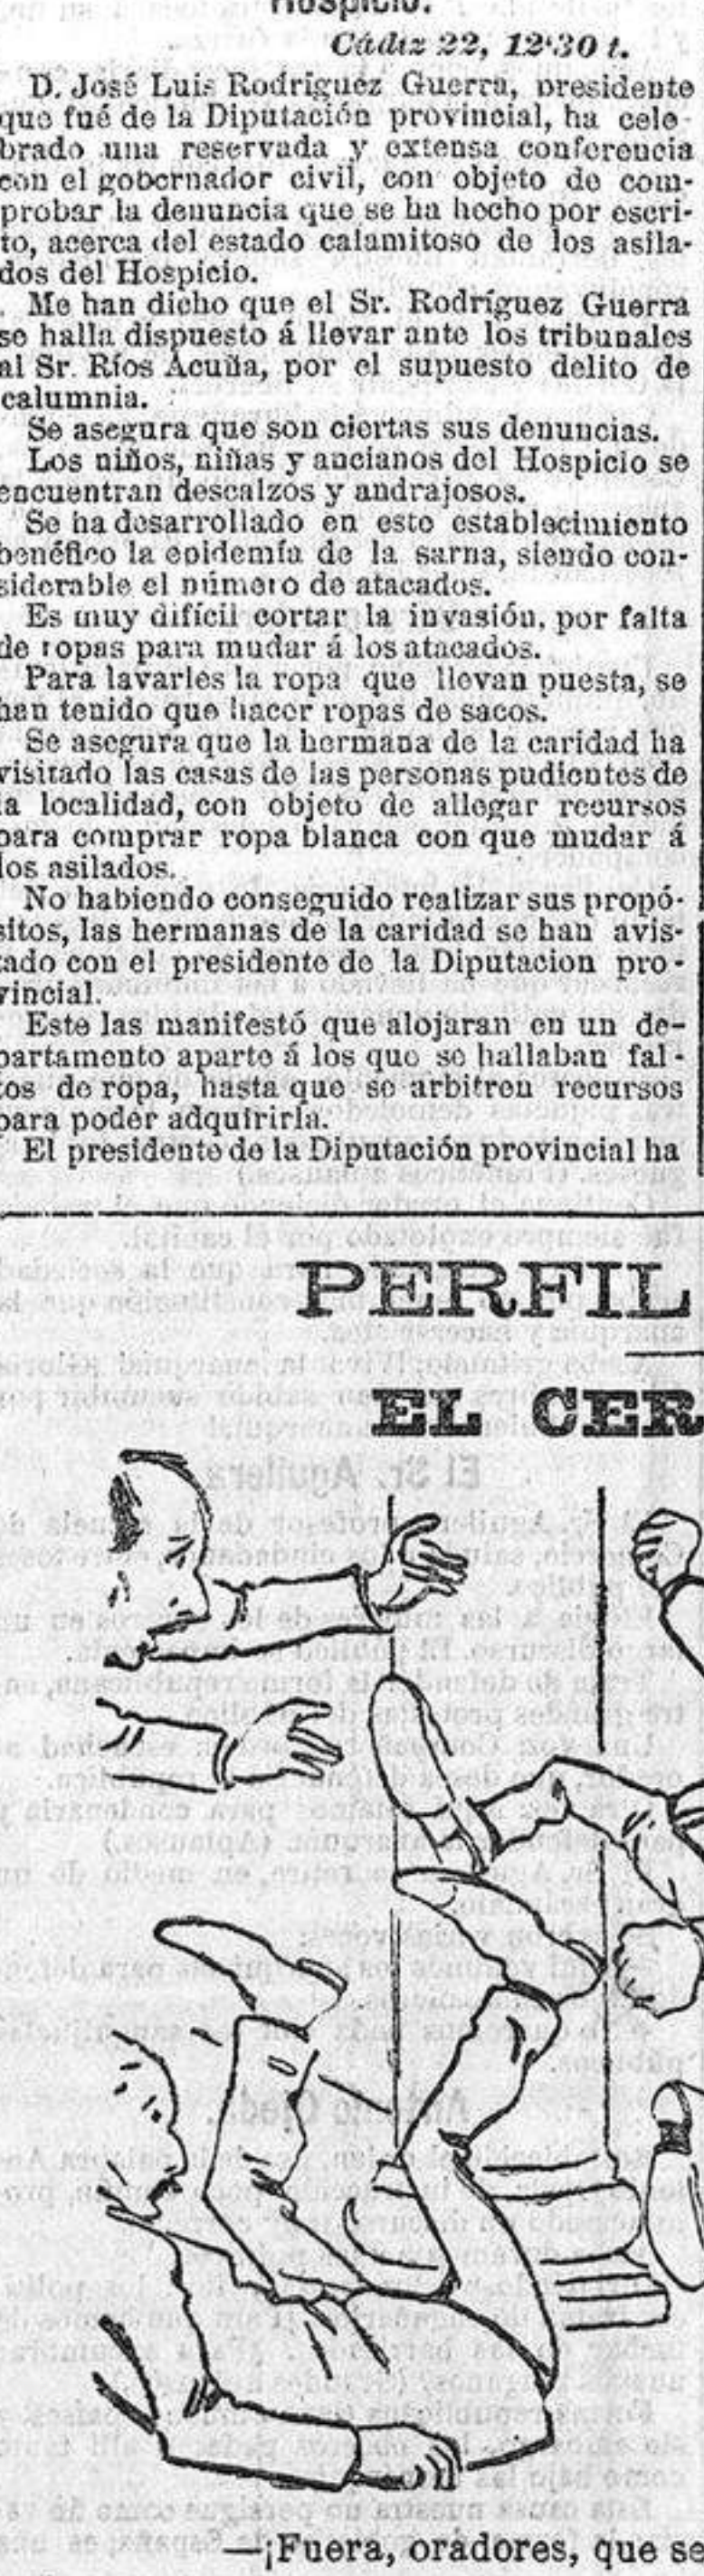 Hospicio.
Cádiz 22, 12'30 t.
D. José Luis Rodríguez Guerra, presidente
que fué de la Diputación provincial, ha cele-
brado una reservada y extensa conferencia
con el gobernador civil, con objeto de com-
probar la denuncia que se ha hecho por escri-
to, acerca del estado calamitoso de los asila-
dos del Hospicio.
Me han dicho que el Sr. Rodríguez Guerra
se halla dispuesto á llevar ante los tribunales
al Sr. Ríos Acuña, por el supuesto delito de
calumnia.
Se asegura que son ciertas sus denuncias.
Los niños, niñas y ancianos del Hospicio se
encuentran descalzos y andrajosos.
Se ha desarrollado en este establecimiento
benéfico la epidemía de la sarna, siendo con-
siderable el número de atacados.
Es muy difícil cortar la invasión, por falta
de ropas para mudar á los atacados.
Para lavarles la ropa que llevan puesta, se
han tenido que hacer ropas de sacos.
Se asegura que la hermana de la caridad ha
visitado las casas de las personas pudientes de
la localidad, con objeto de allegar recursos
para comprar ropa blanca con que mudar á
los asilados.
No habiendo conseguido realizar sus propó-
sitos, las hermanas de la caridad se han avis-
tado con el presidente de la Diputacion pro-
vincial.
Este las manifestó que alojaran en un de-
partamento aparte á los que se hallaban fal-
tos de ropa, hasta que se arbitren recursos
para poder adquirirla.
El presidente de la Diputación provincial ha
PERFIL
EL CER
—¡Fuera, oradores, que se